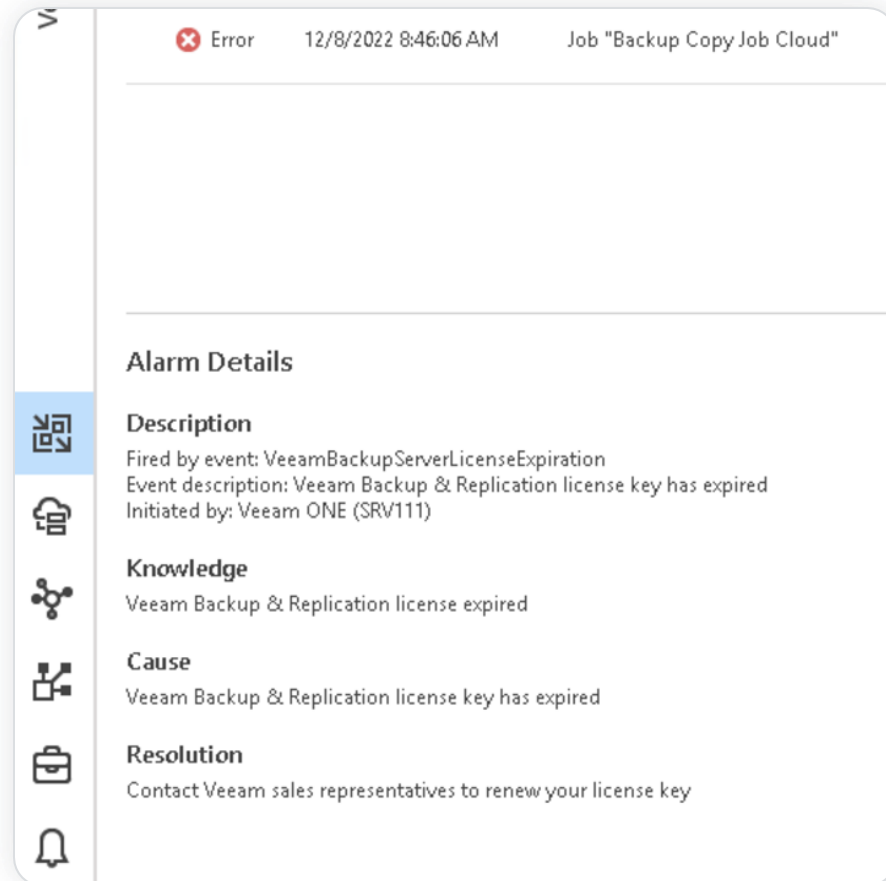 Error 12/8/2022 8:46:06 AM Job "Backup Copy Job Cloud"
Alarm Details
Description
Fired by event: VeeamBackupServerLicenseExpiration
Event description: Veeam Backup & Replication license key has expired
Initiated by: Veeam ONE (SRV111)
Knowledge
Veeam Backup & Replication license expired
Cause
Veeam Backup & Replication license key has expired
Resolution
Contact Veeam sales representatives to renew your license key